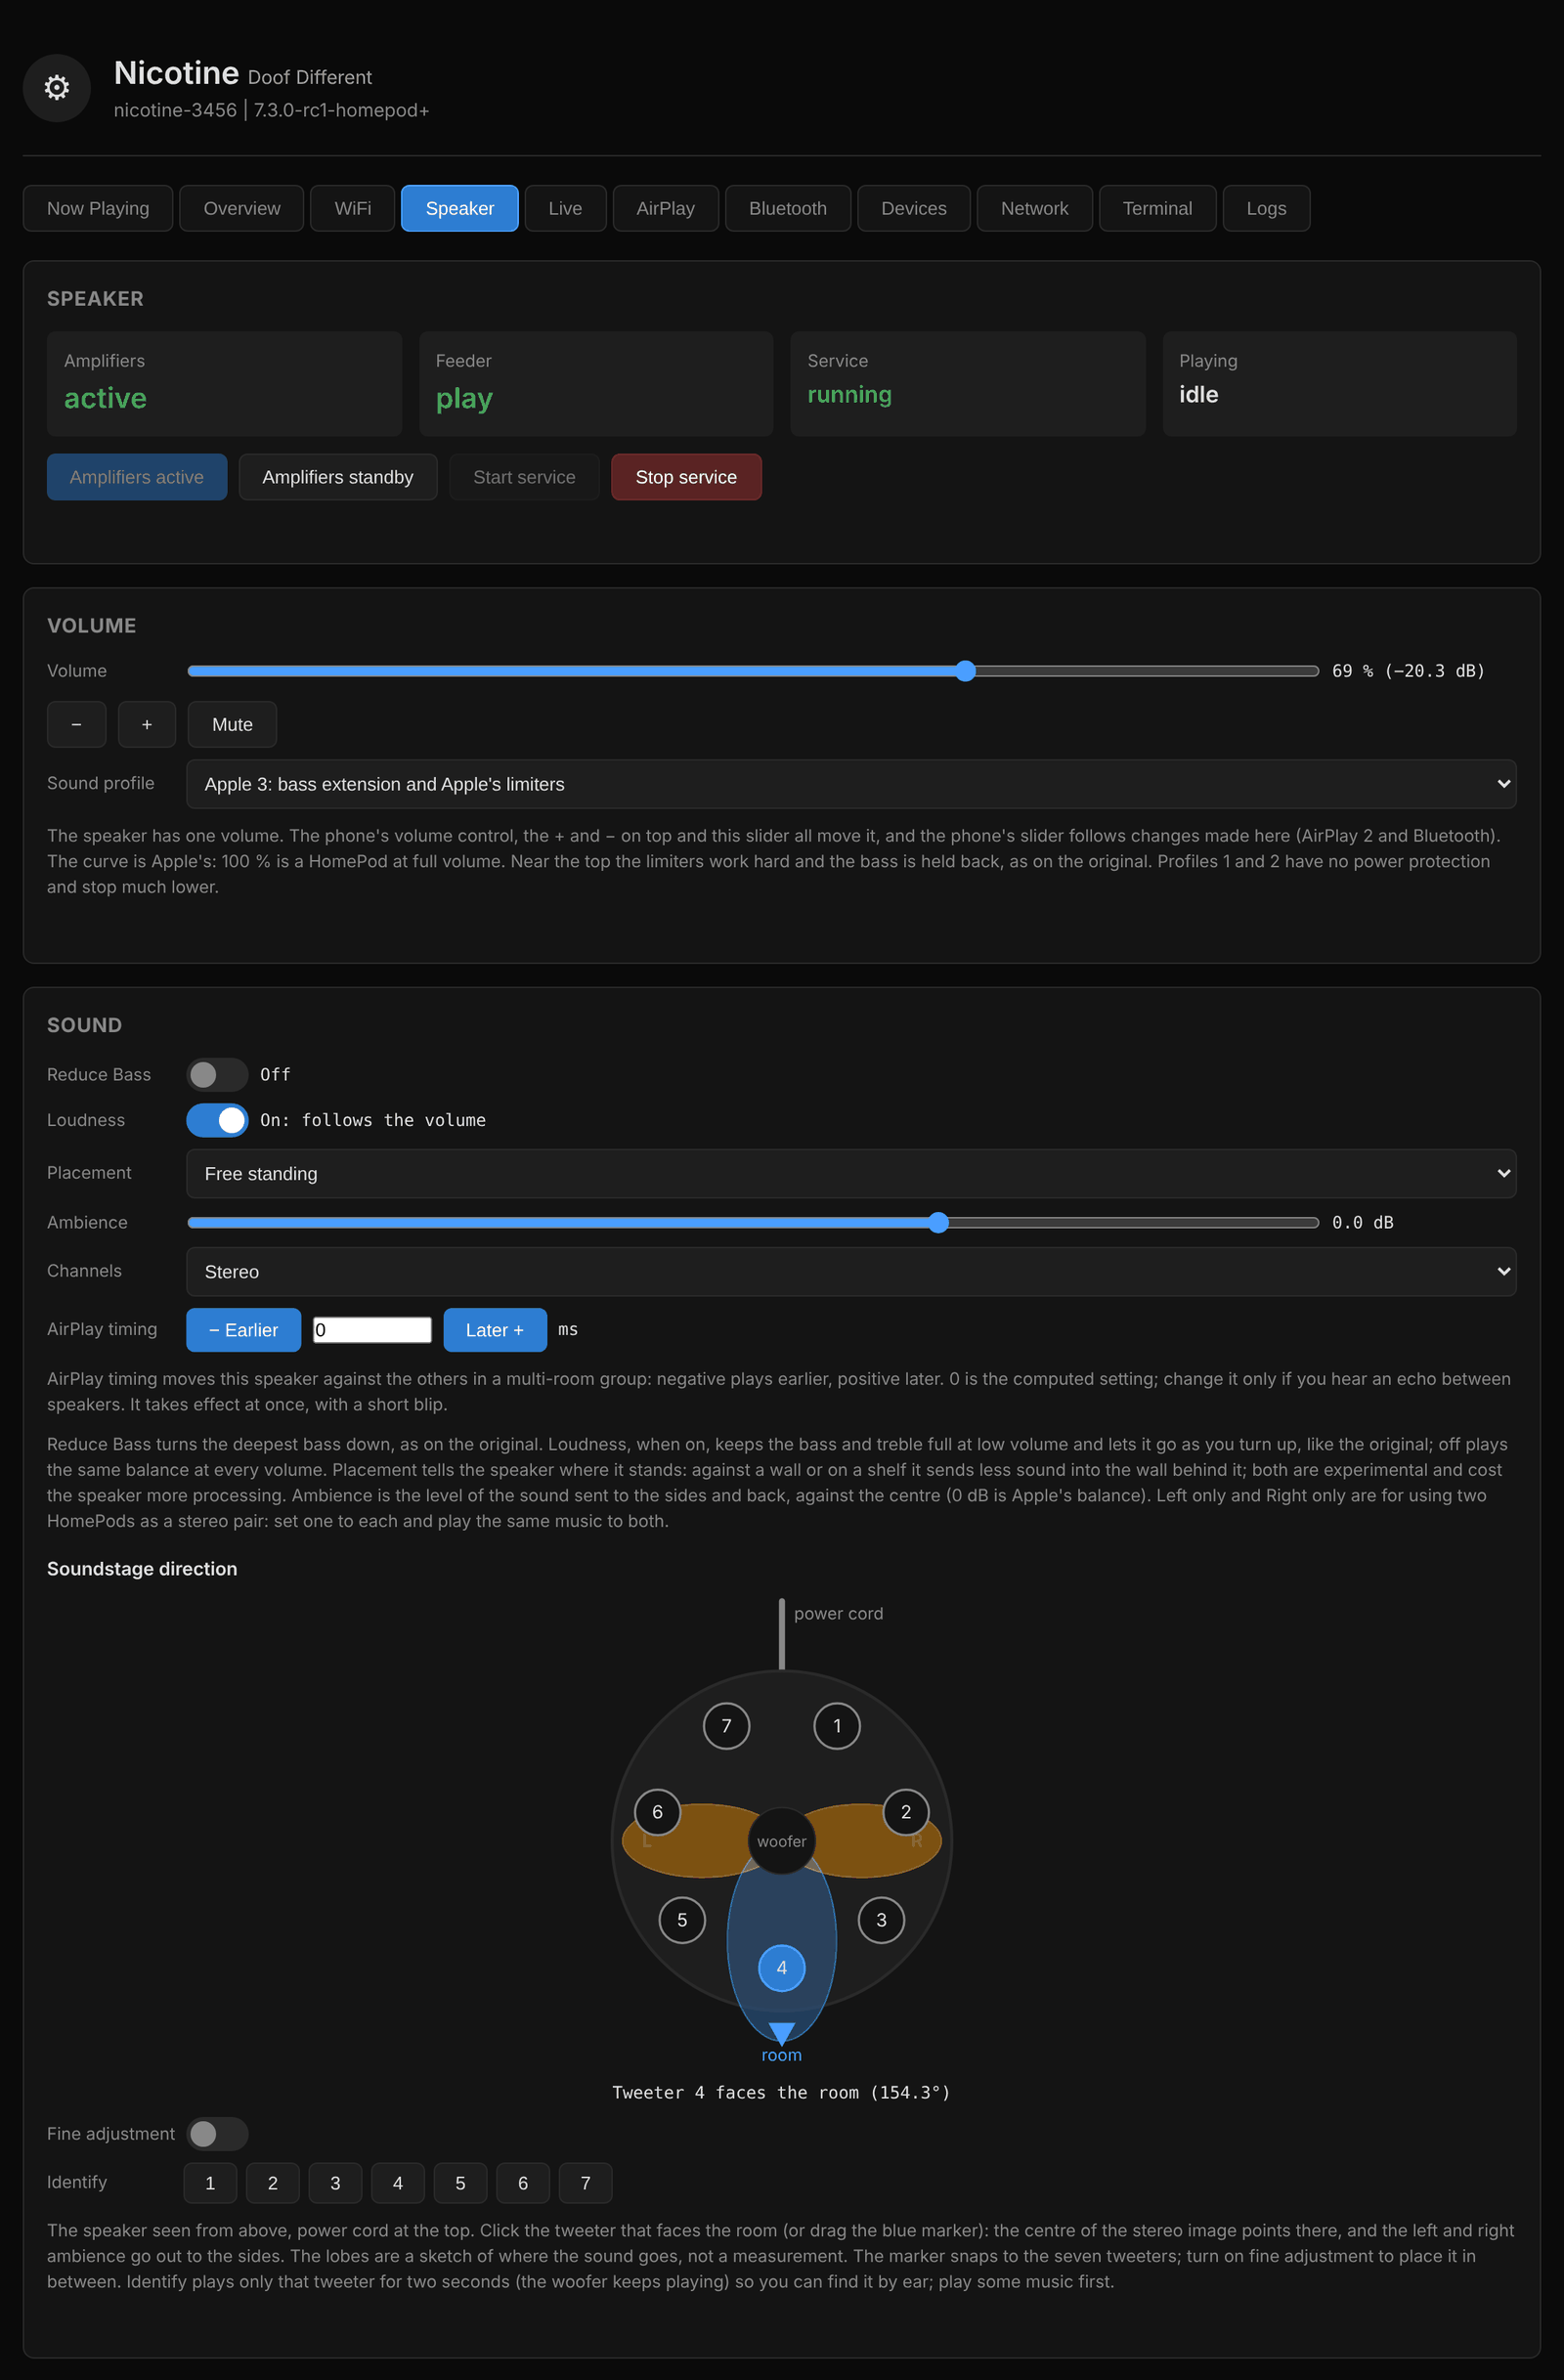 Nicotine Doof Different
nicotine-3456 | 7.3.0-rc1-homepod+
Now Playing Overview WiFi Speaker Live AirPlay Bluetooth Devices Network Terminal Logs
SPEAKER
Amplifiers Feeder Service Playing
active play running idle
Amplifiers active Amplifiers standby Start service Stop service
VOLUME
Volume 69 % (−20.3 dB)
− + Mute
Sound profile Apple 3: bass extension and Apple's limiters
The speaker has one volume. The phone's volume control, the + and − on top and this slider all move it, and the phone's slider follows changes made here (AirPlay 2 and Bluetooth).
The curve is Apple's: 100 % is a HomePod at full volume. Near the top the limiters work hard and the bass is held back, as on the original. Profiles 1 and 2 have no power protection
and stop much lower.
SOUND
Reduce Bass Off
Loudness On: follows the volume
Placement Free standing
Ambience 0.0 dB
Channels Stereo
AirPlay timing − Earlier 0 Later + ms
AirPlay timing moves this speaker against the others in a multi-room group: negative plays earlier, positive later. 0 is the computed setting; change it only if you hear an echo between
speakers. It takes effect at once, with a short blip.
Reduce Bass turns the deepest bass down, as on the original. Loudness, when on, keeps the bass and treble full at low volume and lets it go as you turn up, like the original; off plays
the same balance at every volume. Placement tells the speaker where it stands: against a wall or on a shelf it sends less sound into the wall behind it; both are experimental and cost
the speaker more processing. Ambience is the level of the sound sent to the sides and back, against the centre (0 dB is Apple's balance). Left only and Right only are for using two
HomePods as a stereo pair: set one to each and play the same music to both.
Soundstage direction
power cord
7 1
6 2
L woofer R
5 3
4
room
Tweeter 4 faces the room (154.3°)
Fine adjustment
Identify 1 2 3 4 5 6 7
The speaker seen from above, power cord at the top. Click the tweeter that faces the room (or drag the blue marker): the centre of the stereo image points there, and the left and right
ambience go out to the sides. The lobes are a sketch of where the sound goes, not a measurement. The marker snaps to the seven tweeters; turn on fine adjustment to place it in
between. Identify plays only that tweeter for two seconds (the woofer keeps playing) so you can find it by ear; play some music first.